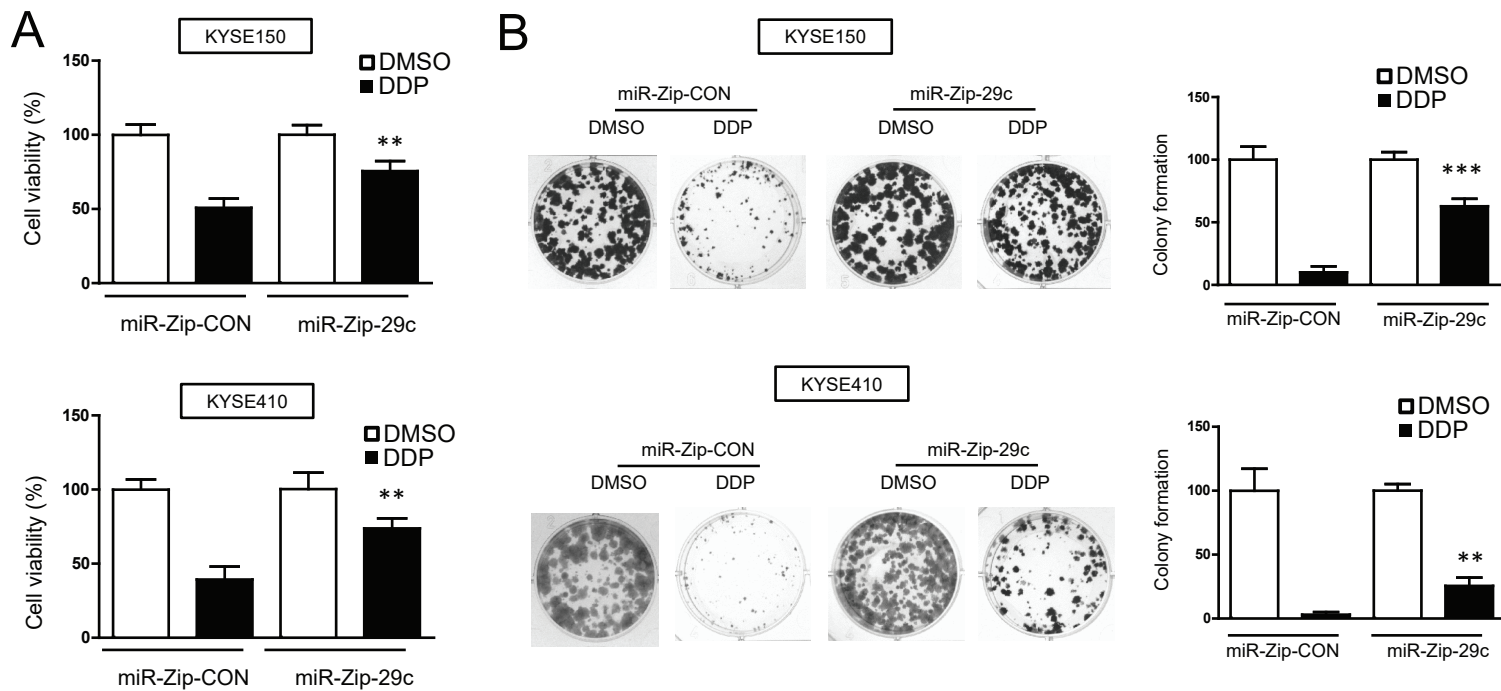 A
KYSE150
150
100
50
0
Cell viability (%)
DMSO
DDP
**
miR-Zip-CON
miR-Zip-29c
KYSE410
150
100
50
0
Cell viability (%)
DMSO
DDP
**
miR-Zip-CON
miR-Zip-29c
B
KYSE150
miR-Zip-CON
miR-Zip-29c
DMSO
DDP
DMSO
DDP
150
100
50
0
Colony formation
DMSO
DDP
***
miR-Zip-CON
miR-Zip-29c
KYSE410
miR-Zip-CON
miR-Zip-29c
DMSO
DDP
DMSO
DDP
150
100
50
0
Colony formation
DMSO
DDP
**
miR-Zip-CON
miR-Zip-29c